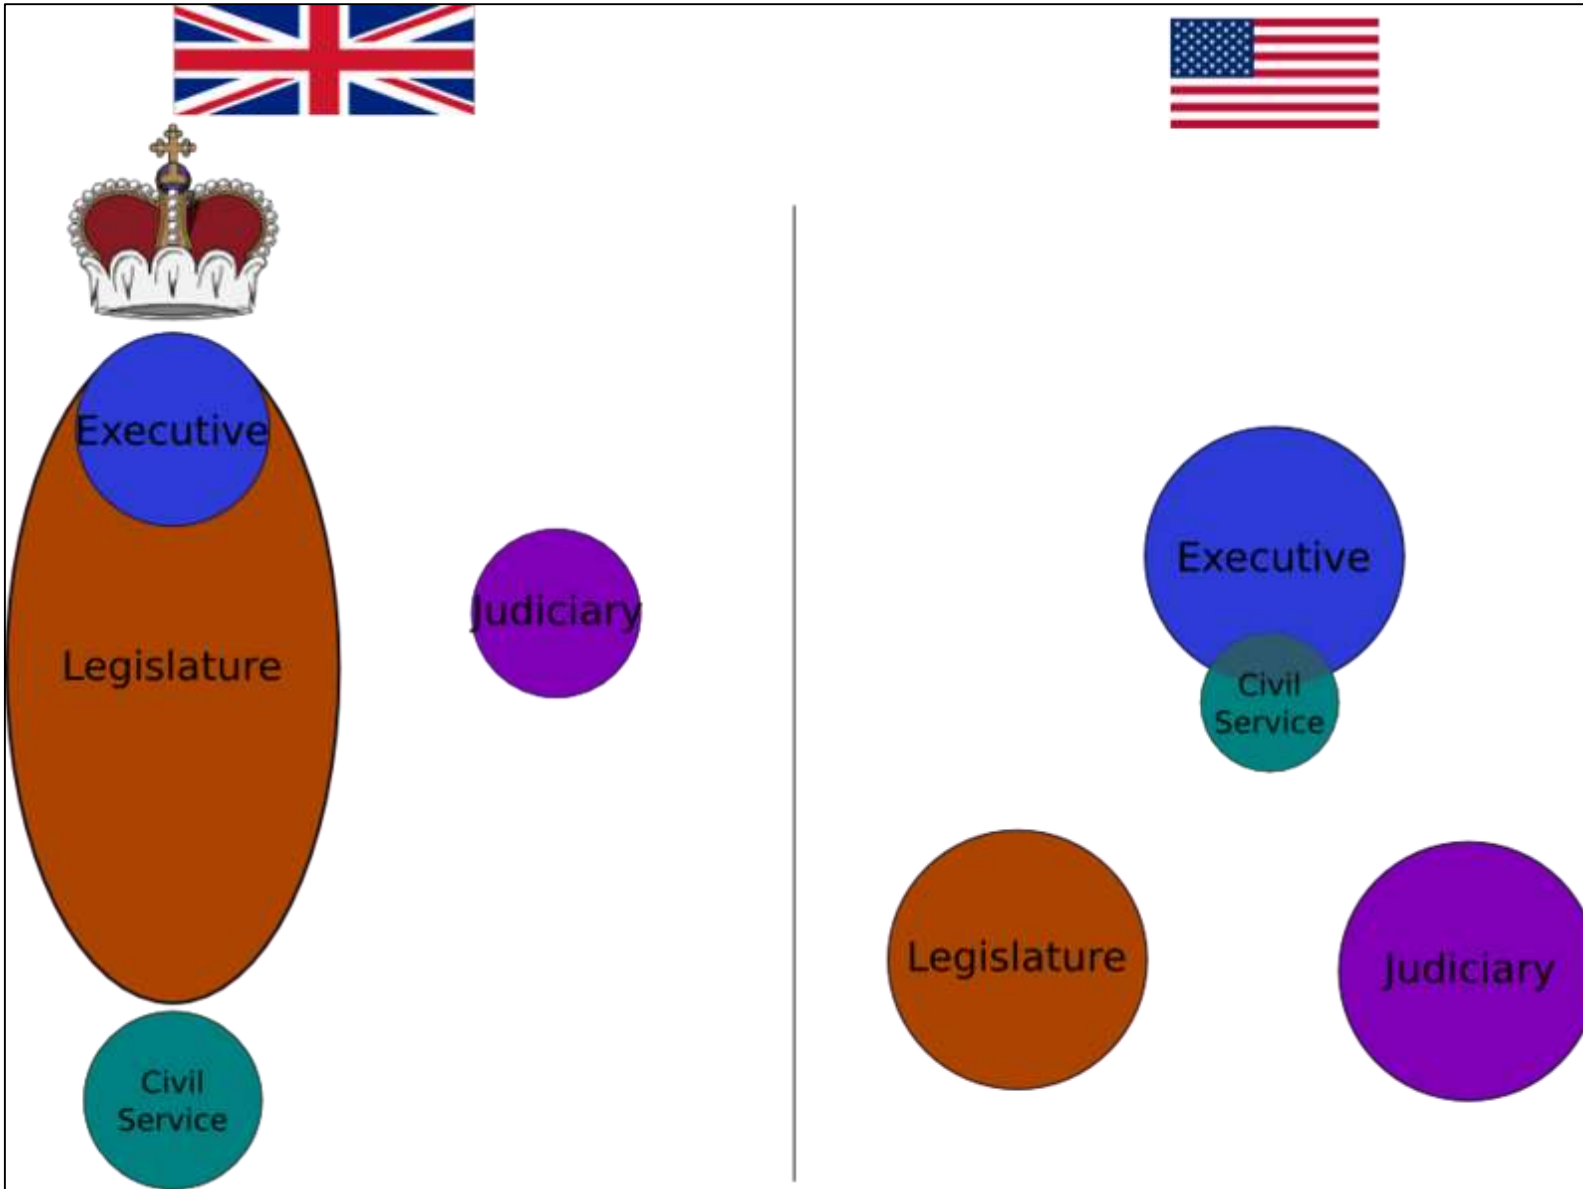 Executive
Legislature
Judiciary
Civil
Service
Executive
Civil
Service
Legislature
Judiciary